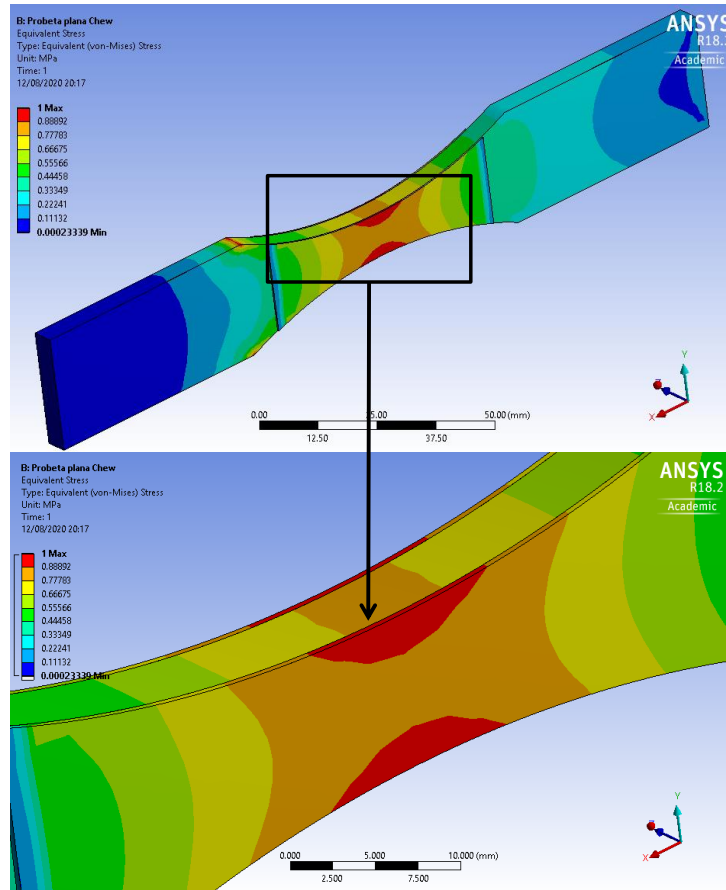 B: Probeta plana Chew
Equivalent Stress
Type: Equivalent (von-Mises) Stress
Unit: MPa
Time: 1
12/08/2020 20:17
ANSYS
R18.2
Academic
1 Max
0.88892
0.77783
0.66675
0.55566
0.44458
0.33349
0.22241
0.11132
0.00023339 Min
Y
X
0.00
50.00 (mm)
12.50
37.50
B: Probeta plana Chew
Equivalent Stress
Type: Equivalent (von-Mises) Stress
Unit: MPa
Time: 1
12/08/2020 20:17
ANSYS
R18.2
Academic
1 Max
0.88892
0.77783
0.66675
0.55566
0.44458
0.33349
0.22241
0.11132
0.00023339 Min
Y
X
0.000
5.000
10.000 (mm)
2.500
7.500